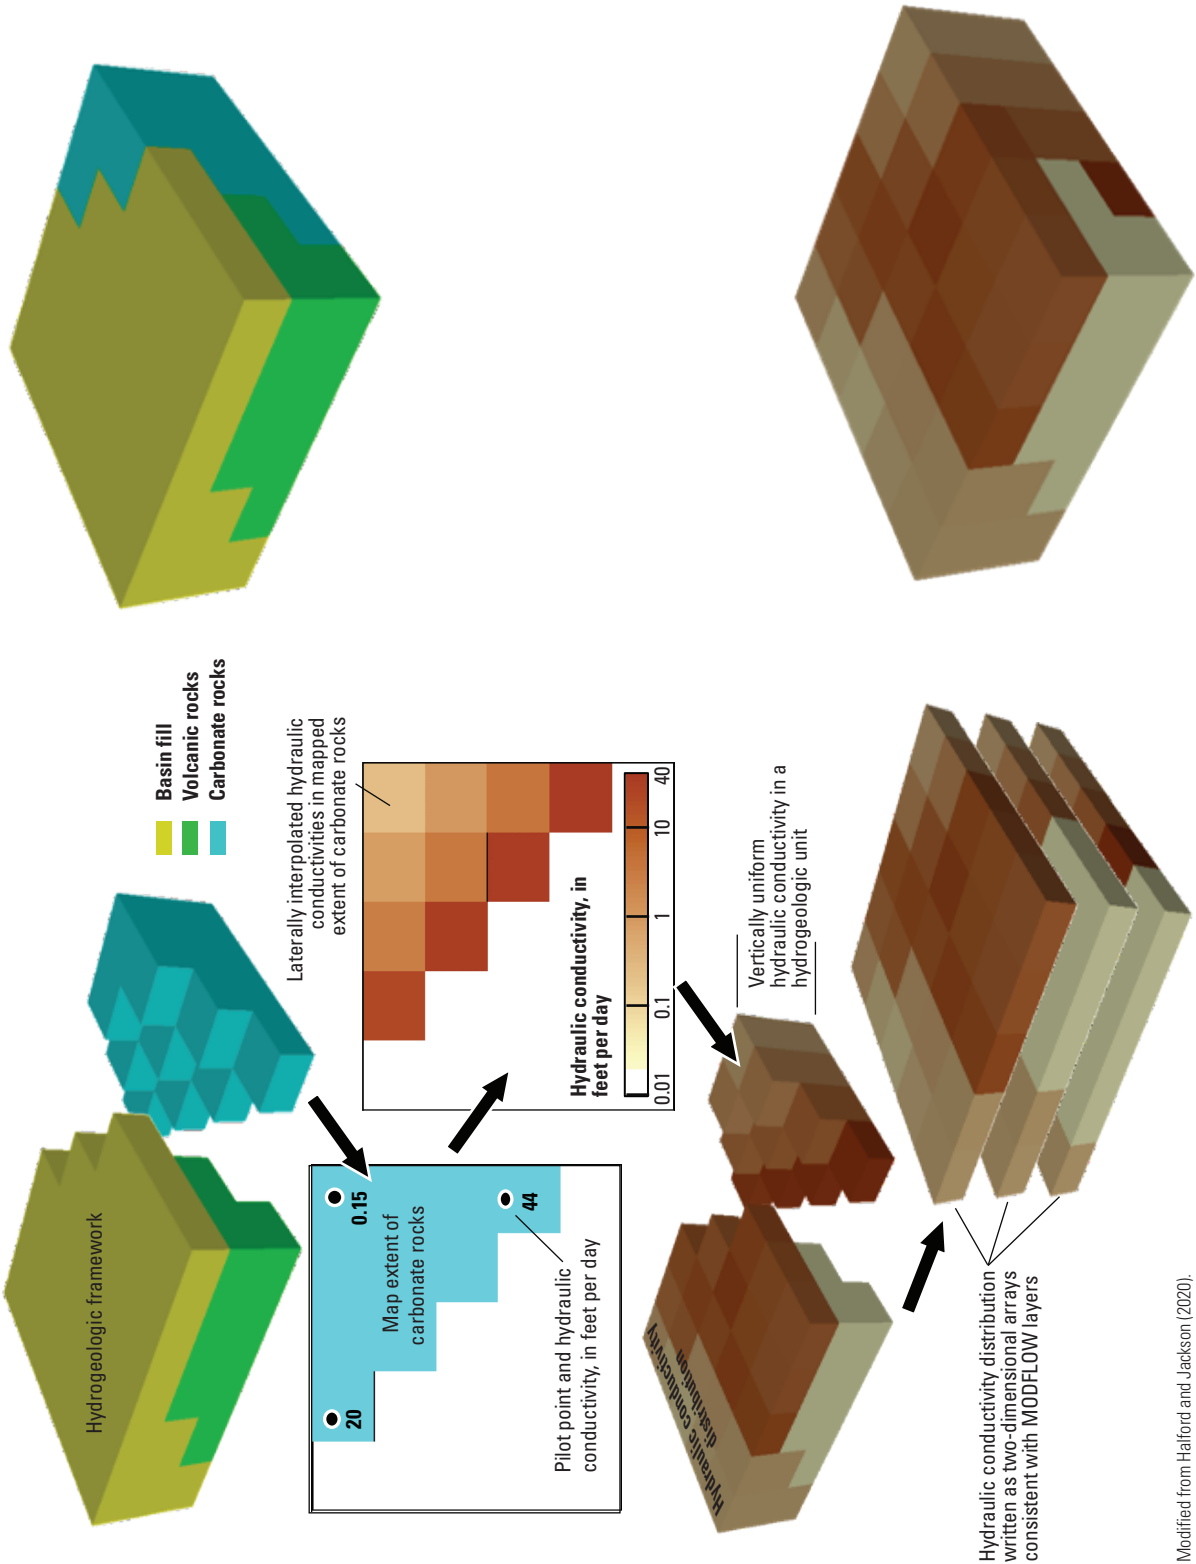 Hydrogeologic framework
Basin fill
Volcanic rocks
Carbonate rocks
20
0.15
Map extent of
carbonate rocks
44
Pilot point and hydraulic
conductivity, in feet per day
Laterally interpolated hydraulic
conductivities in mapped
extent of carbonate rocks
Hydraulic conductivity, in
feet per day
0.01
0.1
1
10
40
Hydraulic conductivity
distribution
Vertically uniform
hydraulic conductivity in a
hydrogeologic unit
Hydraulic conductivity distribution
written as two-dimensional arrays
consistent with MODFLOW layers
Modified from Halford and Jackson (2020).